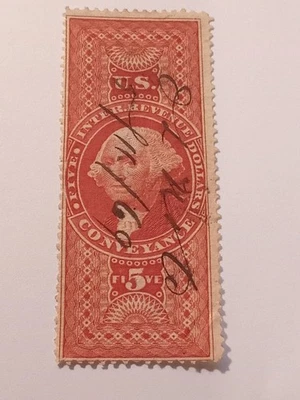 U.S.
FIVE INTER. REVENUE DOLLARS
CONVEYANCE
FI 5 VE